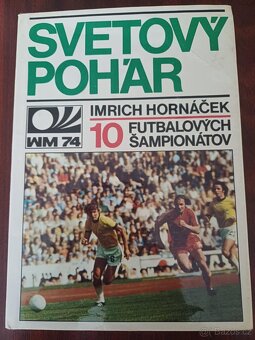 SVETOVÝ
POHÁR
IMRICH HORNÁČEK
WM 74
10 FUTBALOVÝCH
ŠAMPIONÁTOV